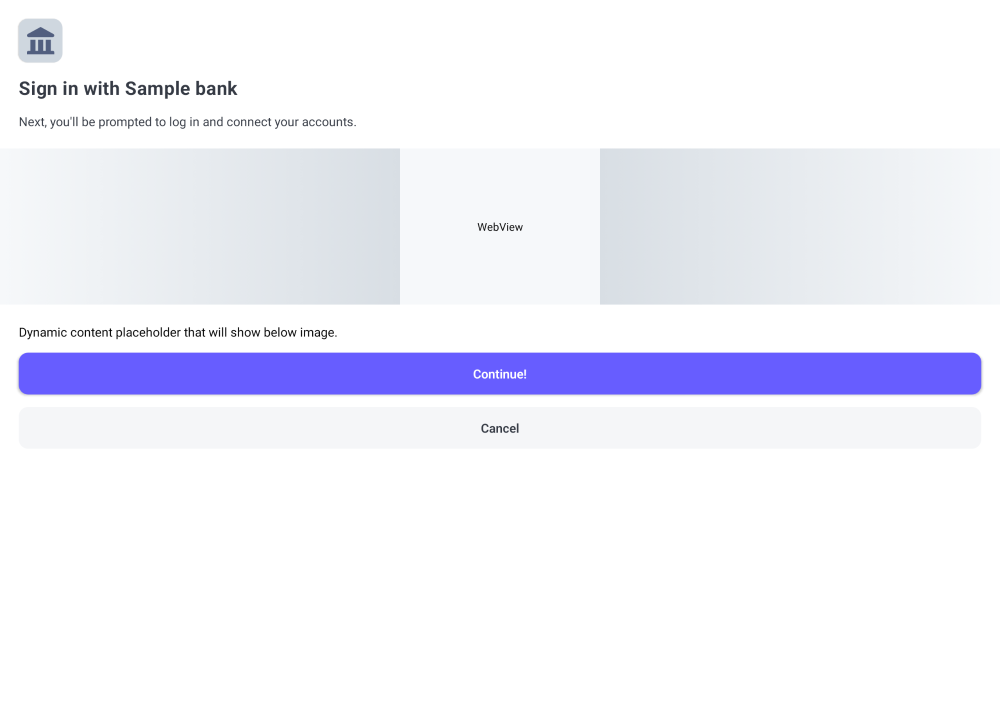 Sign in with Sample bank
Next, you'll be prompted to log in and connect your accounts.
WebView
Dynamic content placeholder that will show below image.
Continue!
Cancel